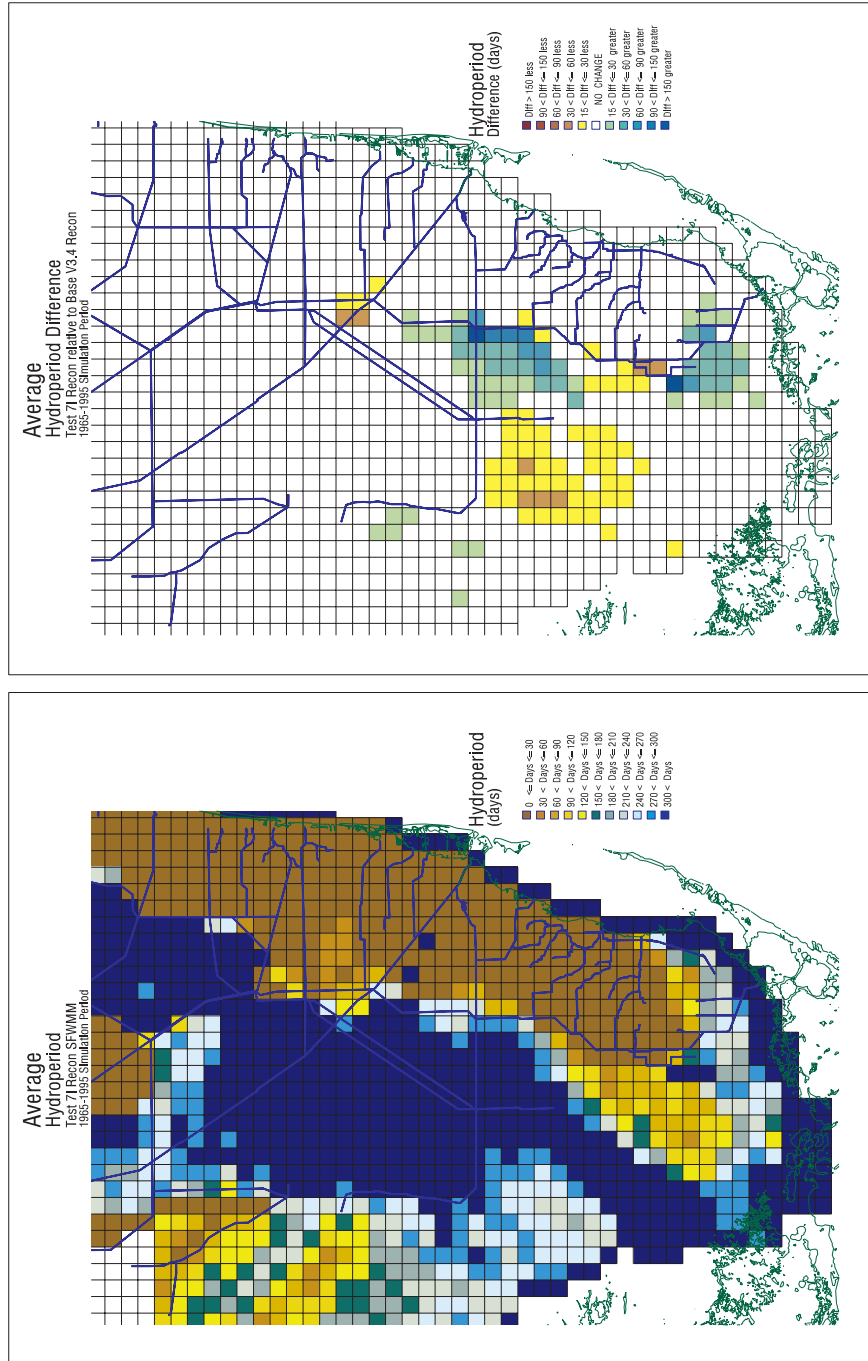 Average
Hydroperiod Difference
Test 7I Recon relative to Base V3.4 Recon
1965-1995 Simulation Period
Hydroperiod
Difference (days)
Diff > 150 less
90 < Diff <= 150 less
60 < Diff <= 90 less
30 < Diff <= 60 less
15 < Diff <= 30 less
NO CHANGE
15 < Diff <= 30 greater
30 < Diff <= 60 greater
60 < Diff <= 90 greater
90 < Diff <= 150 greater
Diff > 150 greater
Average
Hydroperiod
Test 7I Recon SFWMM
1965-1995 Simulation Period
Hydroperiod
(days)
0 <= Days <= 30
30 < Days <= 60
60 < Days <= 90
90 < Days <= 120
120 < Days <= 150
150 < Days <= 180
180 < Days <= 210
210 < Days <= 240
240 < Days <= 270
270 < Days <= 300
300 < Days